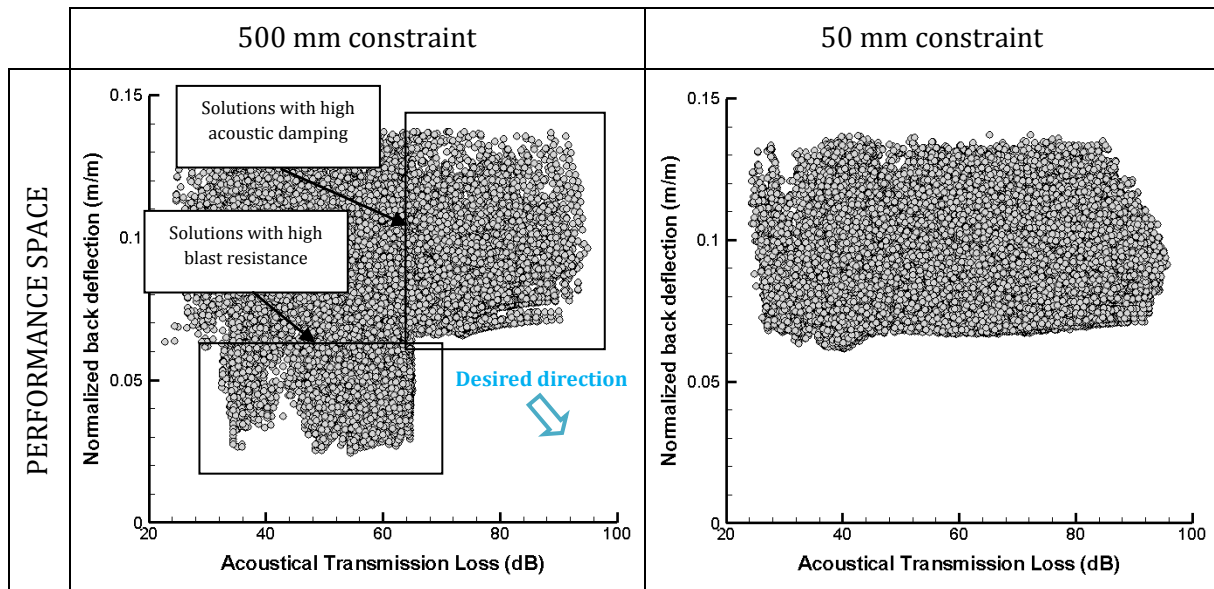 500 mm constraint
50 mm constraint
PERFORMANCE SPACE
Normalized back deflection (m/m)
0.15
0.1
0.05
0
Solutions with high
acoustic damping
Solutions with high
blast resistance
Desired direction
20 40 60 80 100
Acoustical Transmission Loss (dB)
Normalized back deflection (m/m)
0.15
0.1
0.05
0
20 40 60 80 100
Acoustical Transmission Loss (dB)